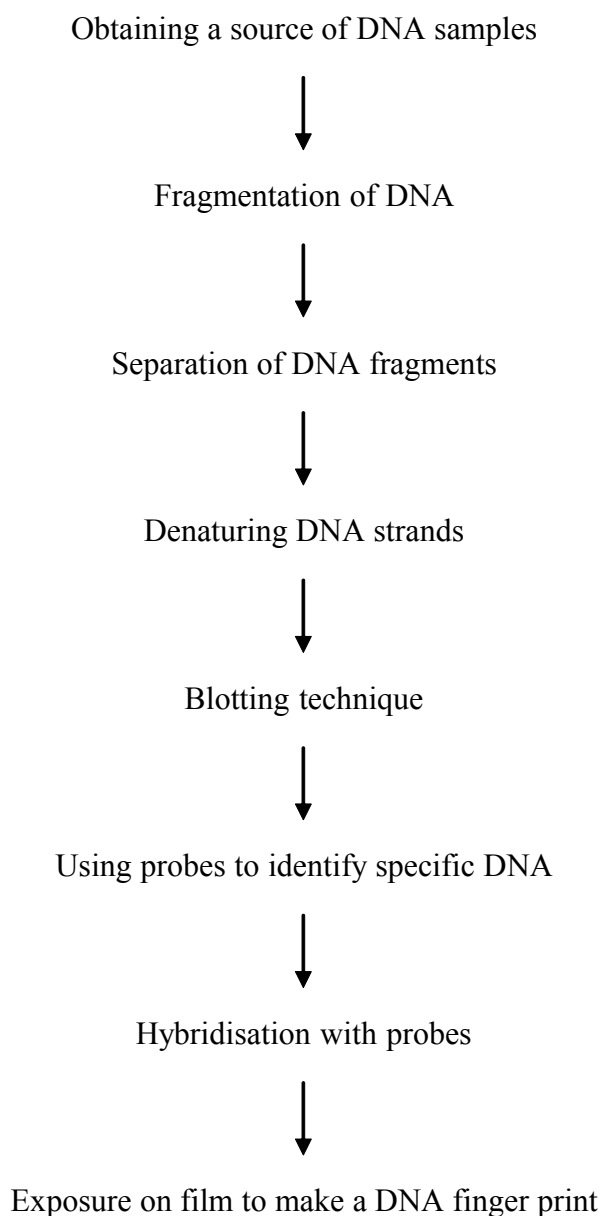 Obtaining a source of DNA samples
Fragmentation of DNA
Separation of DNA fragments
Denaturing DNA strands
Blotting technique
Using probes to identify specific DNA
Hybridisation with probes
Exposure on film to make a DNA finger print